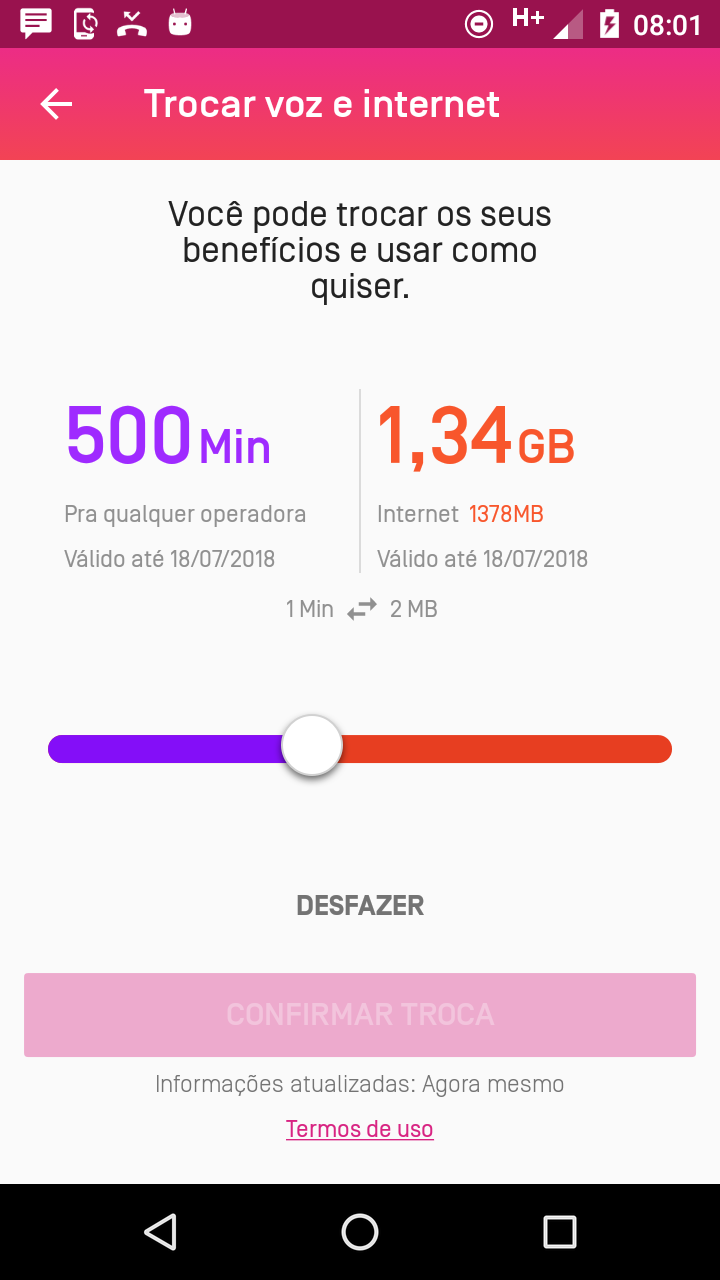 H+ 08:01
Trocar voz e internet
Você pode trocar os seus
benefícios e usar como
quiser.
500 Min
1,34 GB
Pra qualquer operadora
Internet 1378MB
Válido até 18/07/2018
Válido até 18/07/2018
1 Min 2 MB
DESFAZER
CONFIRMAR TROCA
Informações atualizadas: Agora mesmo
Termos de uso